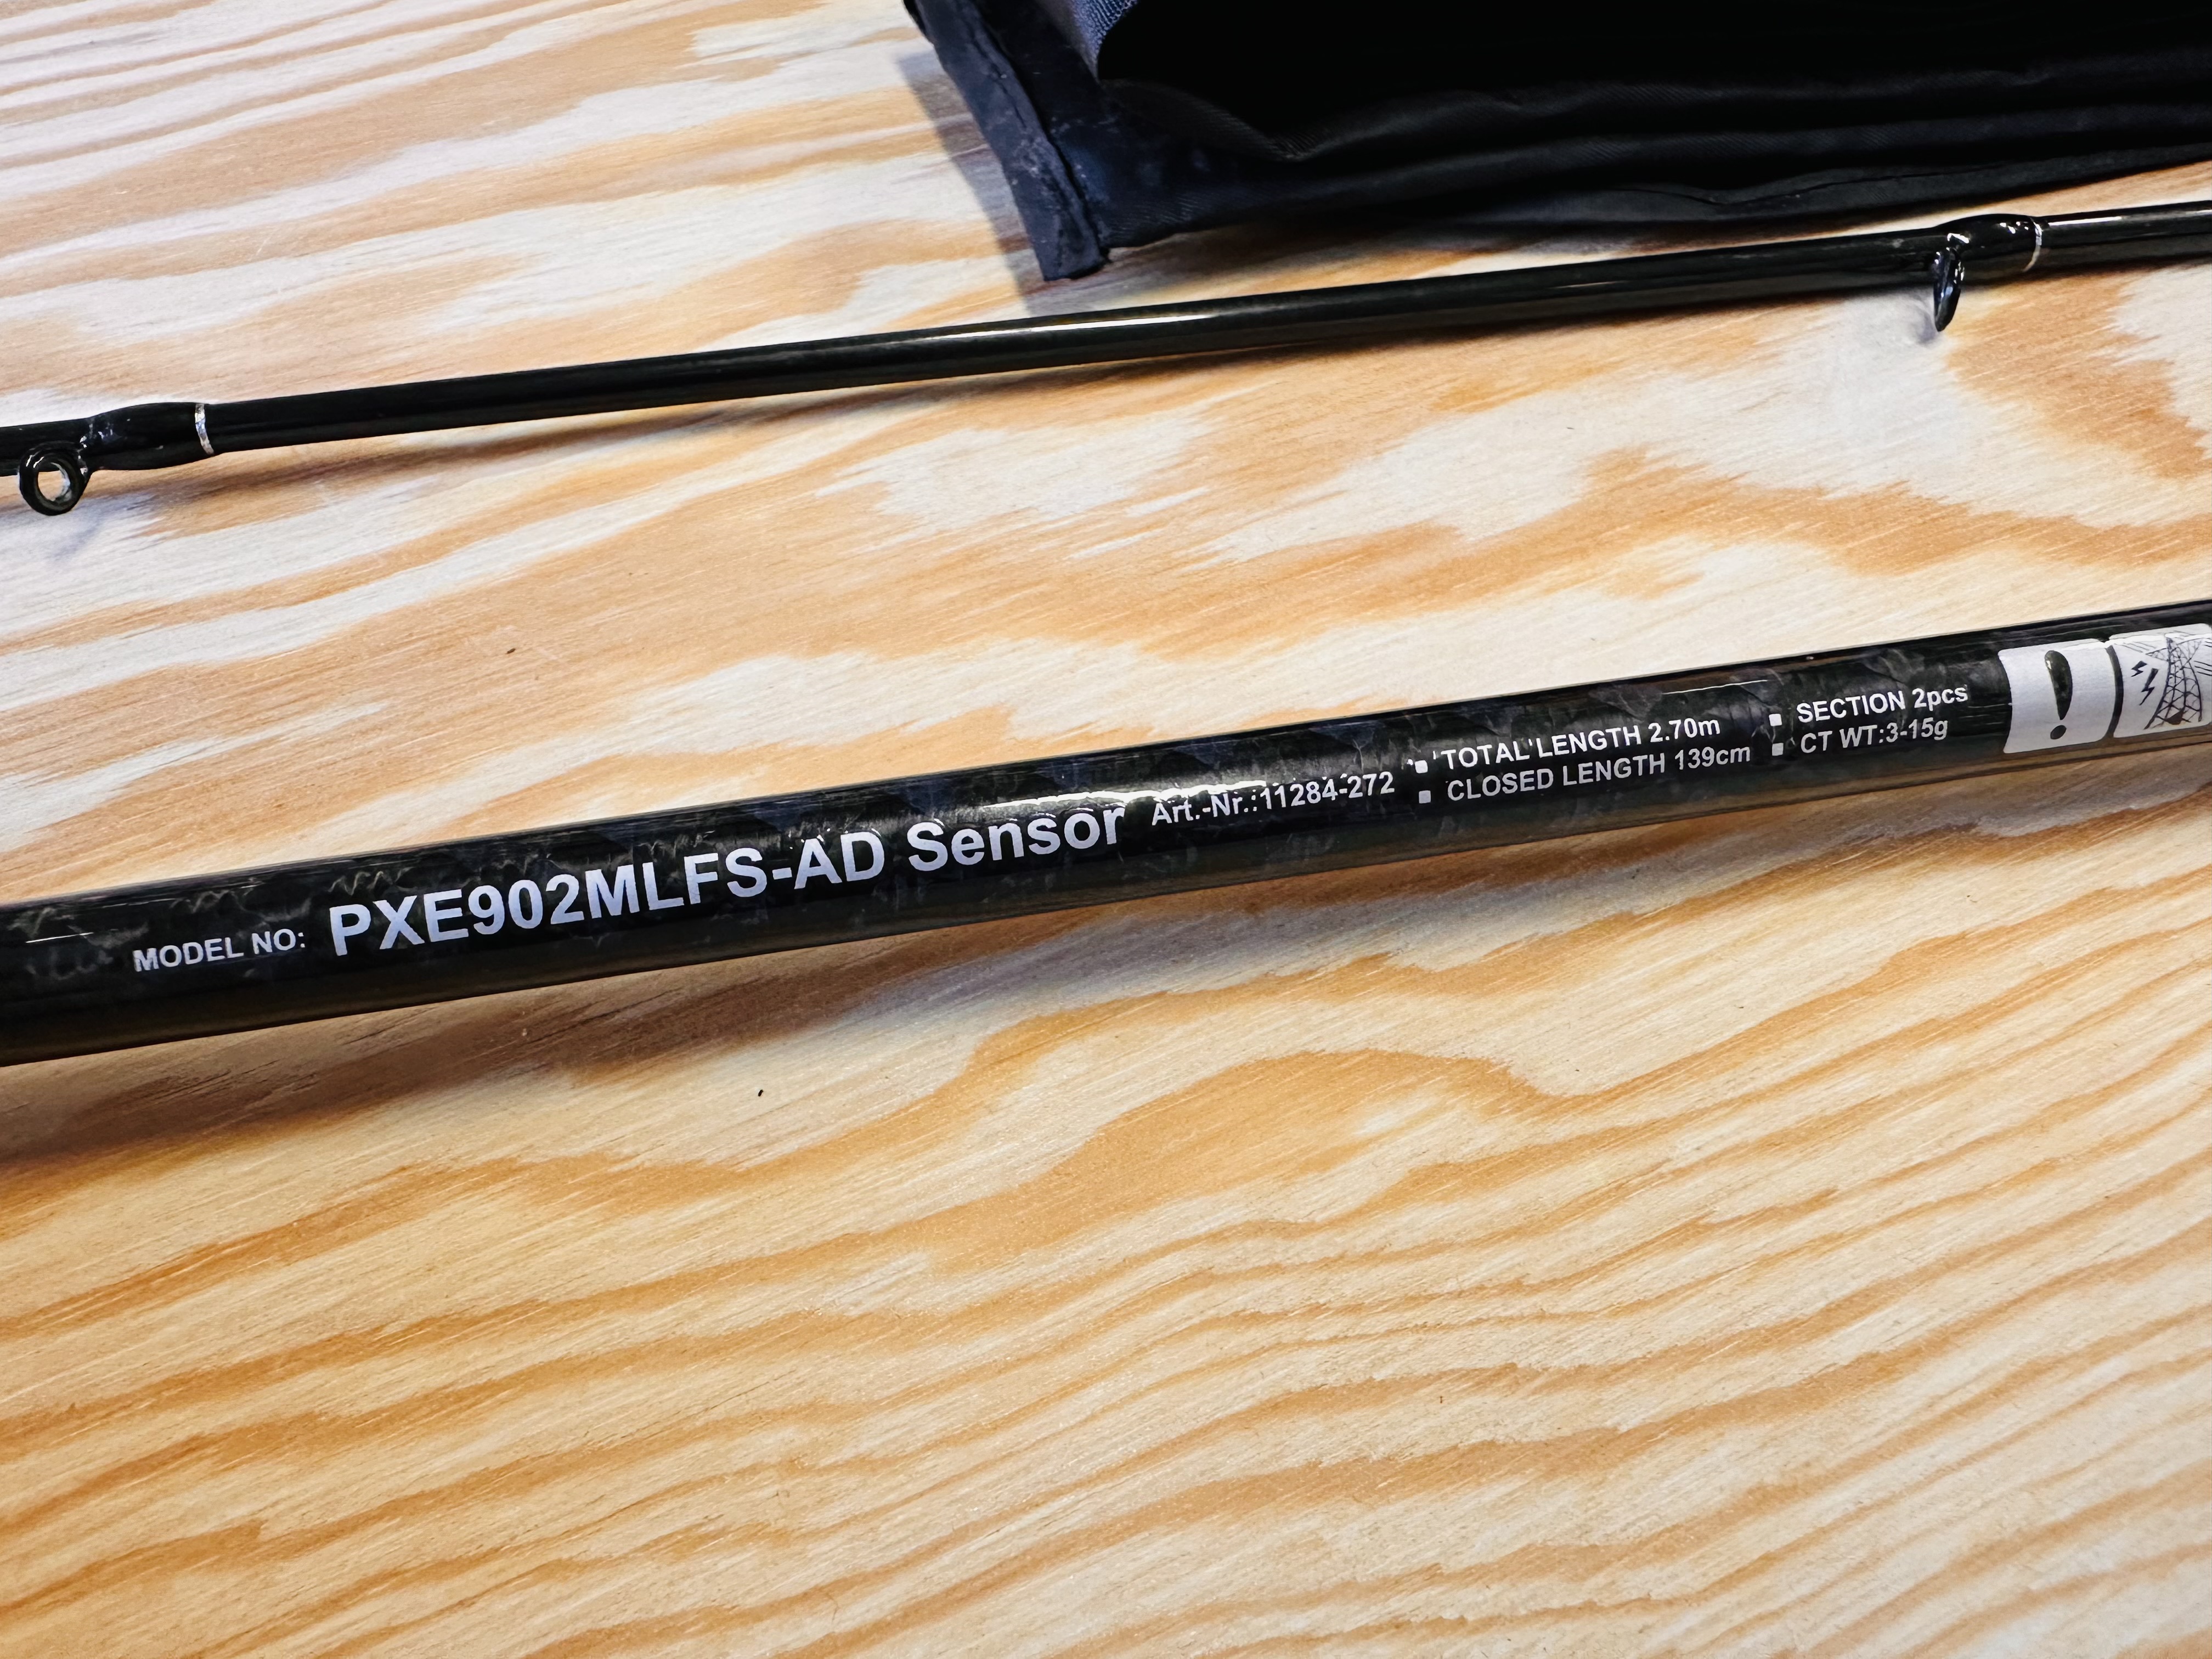 MODEL NO: PXE902MLFS-AD Sensor Art.-Nr.:11284-272
TOTAL LENGTH 2.70m
CLOSED LENGTH 139cm
SECTION 2pcs
CT WT:3-15g